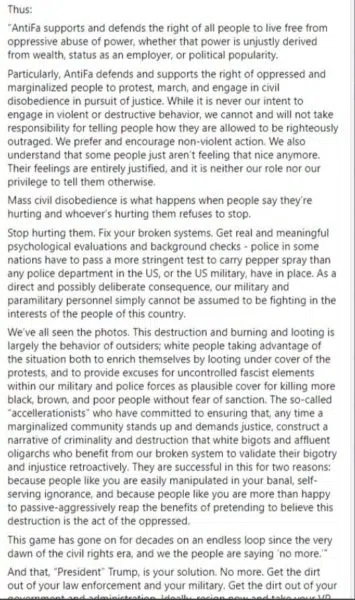 Thus:
"AntiFa supports and defends the right of all people to live free from
oppressive abuse of power, whether that power is unjustly derived
from wealth, status as an employer, or political popularity.
Particularly, AntiFa defends and supports the right of oppressed and
marginalized people to protest, march, and engage in civil
disobedience in pursuit of justice. While it is never our intent to
engage in violent or destructive behavior, we cannot and will not take
responsibility for telling people how they are allowed to be righteously
outraged. We prefer and encourage non-violent action. We also
understand that some people just aren't feeling that nice anymore.
Their feelings are entirely justified, and it is neither our role nor our
privilege to tell them otherwise.
Mass civil disobedience is what happens when people say they're
hurting and whoever's hurting them refuses to stop.
Stop hurting them. Fix your broken systems. Get real and meaningful
psychological evaluations and background checks - police in some
nations have to pass a more stringent test to carry pepper spray than
any police department in the US, or the US military, have in place. As a
direct and possibly deliberate consequence, our military and
paramilitary personnel simply cannot be assumed to be fighting in the
interests of the people of this country.
We've all seen the photos. This destruction and burning and looting is
largely the behavior of outsiders; white people taking advantage of
the situation both to enrich themselves by looting under cover of the
protests, and to provide excuses for uncontrolled fascist elements
within our military and police forces as plausible cover for killing more
black, brown, and poor people without fear of sanction. The so-called
"accellerationists" who have committed to ensuring that, any time a
marginalized community stands up and demands justice, construct a
narrative of criminality and destruction that white bigots and affluent
oligarchs who benefit from our broken system to validate their bigotry
and injustice retroactively. They are successful in this for two reasons:
because people like you are easily manipulated in your banal, self-
serving ignorance, and because people like you are more than happy
to passive-aggressively reap the benefits of pretending to believe this
destruction is the act of the oppressed.
This game has gone on for decades on an endless loop since the very
dawn of the civil rights era, and we the people are saying 'no more.'"
And that, "President" Trump, is your solution. No more. Get the dirt
out of your law enforcement and your military. Get the dirt out of your
government and administration. Ideally, resign now and take your VP